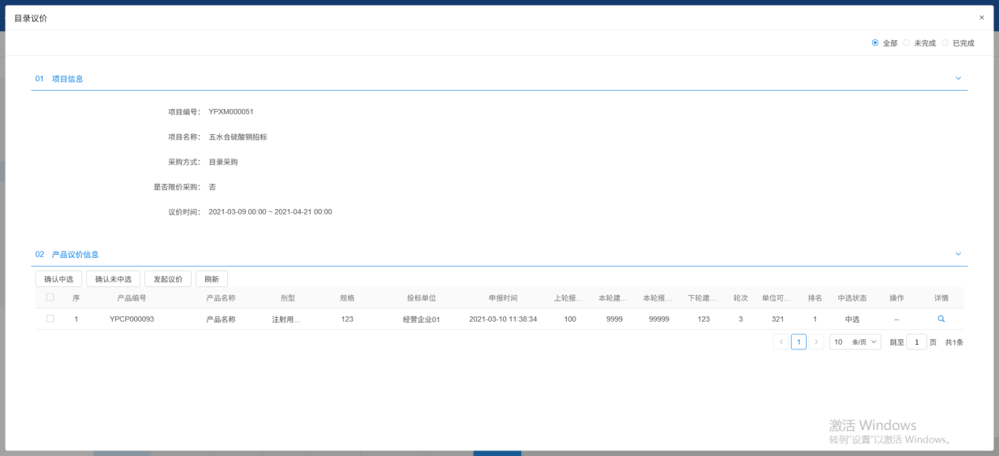 目录议价 ×
全部 未完成 已完成
01 项目信息
项目编号： YPXM000051
项目名称： 五水合硫酸铜招标
采购方式： 目录采购
是否限价采购： 否
议价时间： 2021-03-09 00:00 ~ 2021-04-21 00:00
02 产品议价信息
确认中选 确认未中选 发起议价 刷新
序 产品编号 产品名称 剂型 规格 投标单位 申报时间 上轮报... 本轮建... 本轮报... 下轮建... 轮次 单位可... 排名 中选状态 操作 详情
1 YPCP000093 产品名称 注射用... 123 经营企业01 2021-03-10 11:38:34 100 9999 99999 123 3 321 1 中选 --
< 1 > 10 条/页 跳至 1 页 共1条
激活 Windows
转到"设置"以激活 Windows。